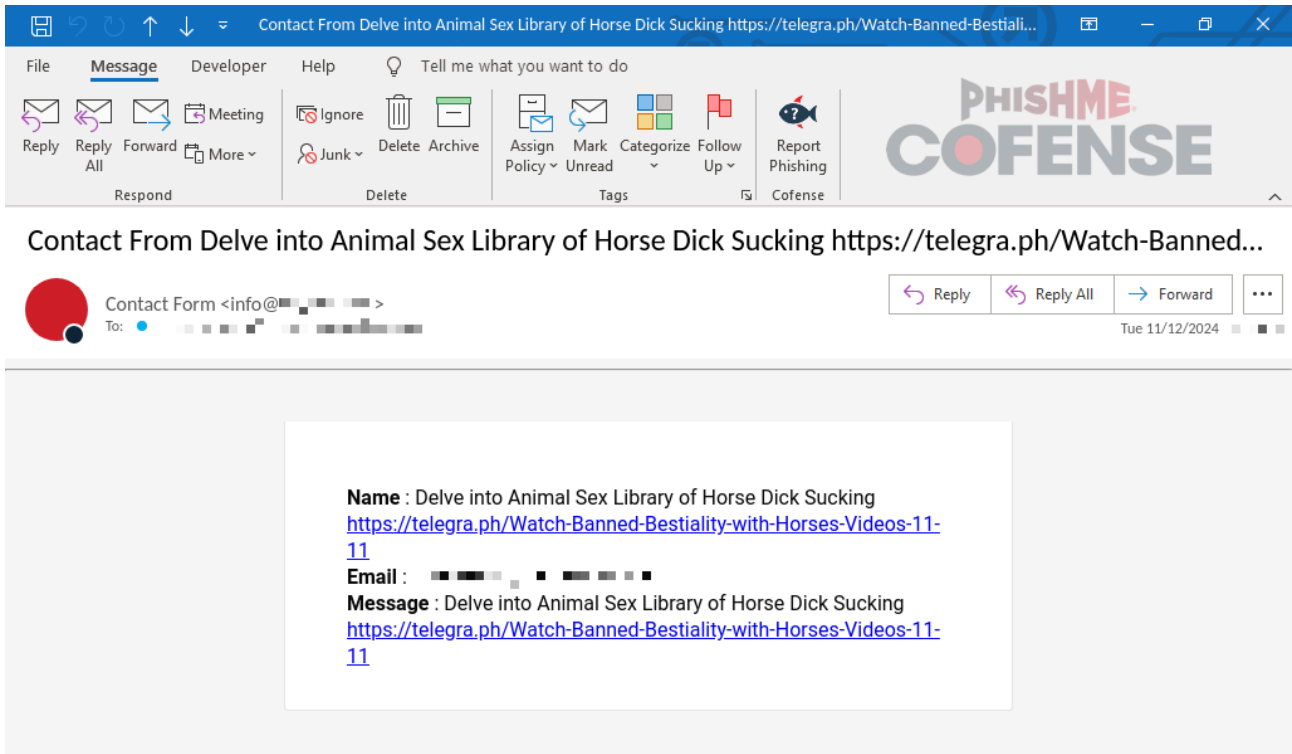 Contact From Delve into Animal Sex Library of Horse Dick Sucking https://telegra.ph/Watch-Banned-Bestiali...
File Message Developer Help Tell me what you want to do
Reply
Reply All
Forward
Meeting
More
Respond
Ignore
Junk
Delete
Archive
Delete
Assign Policy
Mark Unread
Categorize
Follow Up
Tags
Report Phishing
Cofense
PHISHME
COFENSE
Contact From Delve into Animal Sex Library of Horse Dick Sucking https://telegra.ph/Watch-Banned...
Contact Form <info@ >
To:
Reply Reply All Forward
Tue 11/12/2024
Name : Delve into Animal Sex Library of Horse Dick Sucking
https://telegra.ph/Watch-Banned-Bestiality-with-Horses-Videos-11-
11
Email :
Message : Delve into Animal Sex Library of Horse Dick Sucking
https://telegra.ph/Watch-Banned-Bestiality-with-Horses-Videos-11-
11